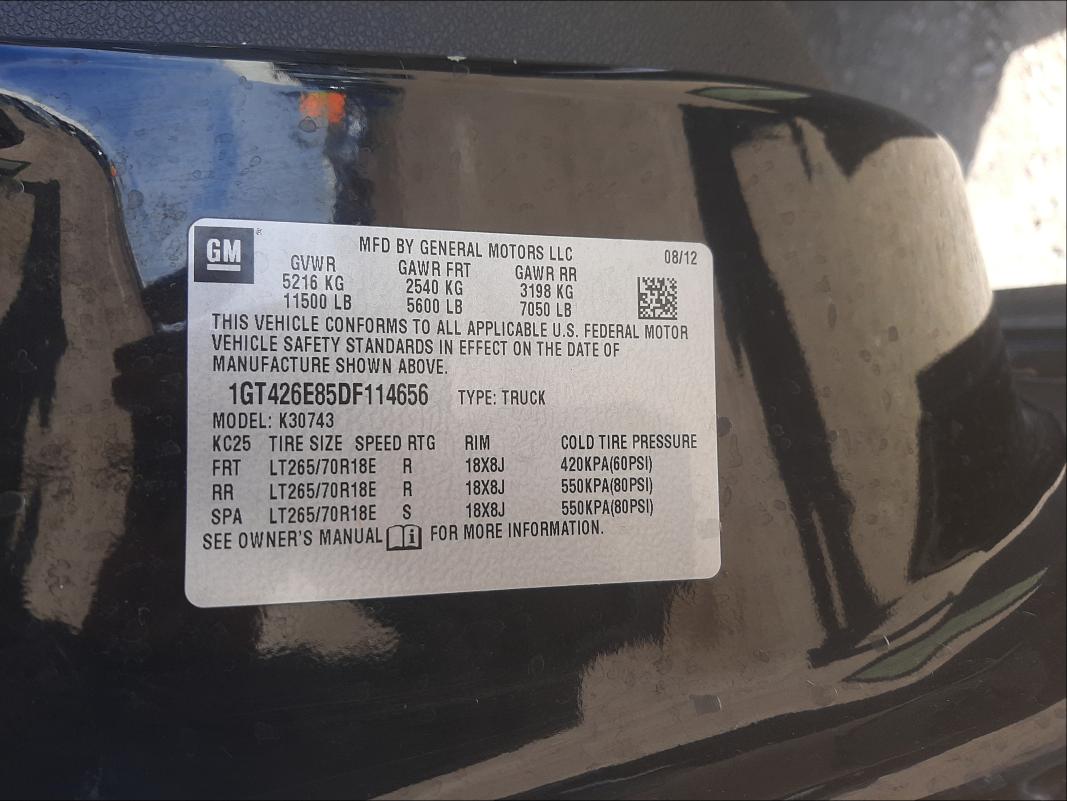 GM
MFD BY GENERAL MOTORS LLC 08/12
GVWR GAWR FRT GAWR RR
5216 KG 2540 KG 3198 KG
11500 LB 5600 LB 7050 LB
THIS VEHICLE CONFORMS TO ALL APPLICABLE U.S. FEDERAL MOTOR
VEHICLE SAFETY STANDARDS IN EFFECT ON THE DATE OF
MANUFACTURE SHOWN ABOVE.
1GT426E85DF114656 TYPE: TRUCK
MODEL: K30743
KC25 TIRE SIZE SPEED RTG RIM COLD TIRE PRESSURE
FRT LT265/70R18E R 18X8J 420KPA(60PSI)
RR LT265/70R18E R 18X8J 550KPA(80PSI)
SPA LT265/70R18E S 18X8J 550KPA(80PSI)
SEE OWNER'S MANUAL i FOR MORE INFORMATION.